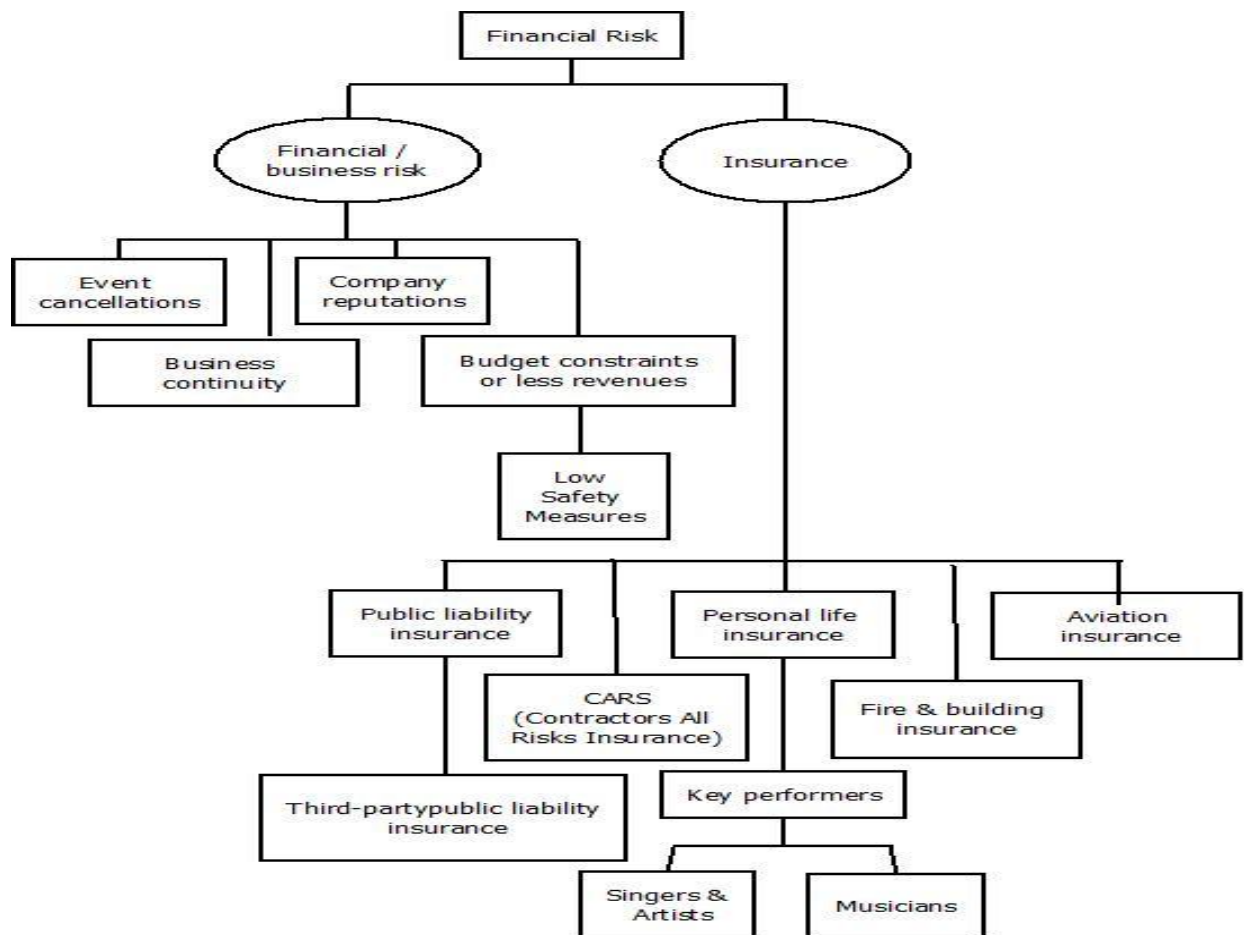 Financial Risk
Financial /
business risk
Insurance
Event
cancellations
Company
reputations
Business
continuity
Budget constraints
or less revenues
Low
Safety
Measures
Public liability
insurance
Personal life
insurance
Aviation
insurance
CARS
(Contractors All
Risks Insurance)
Fire & building
insurance
Third-partypublic liability
insurance
Key performers
Singers &
Artists
Musicians